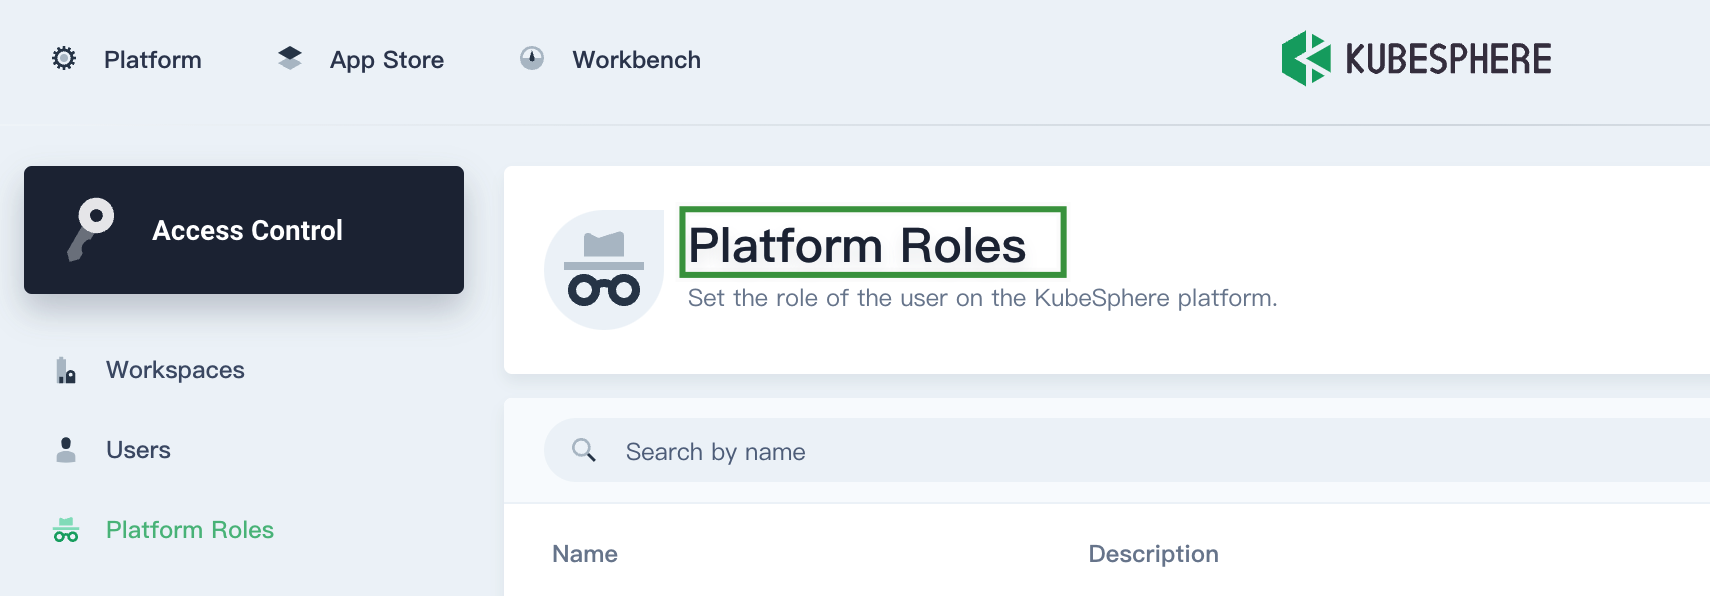 Platform
App Store
Workbench
KUBESPHERE
Access Control
Workspaces
Users
Platform Roles
Platform Roles
Set the role of the user on the KubeSphere platform.
Search by name
Name
Description